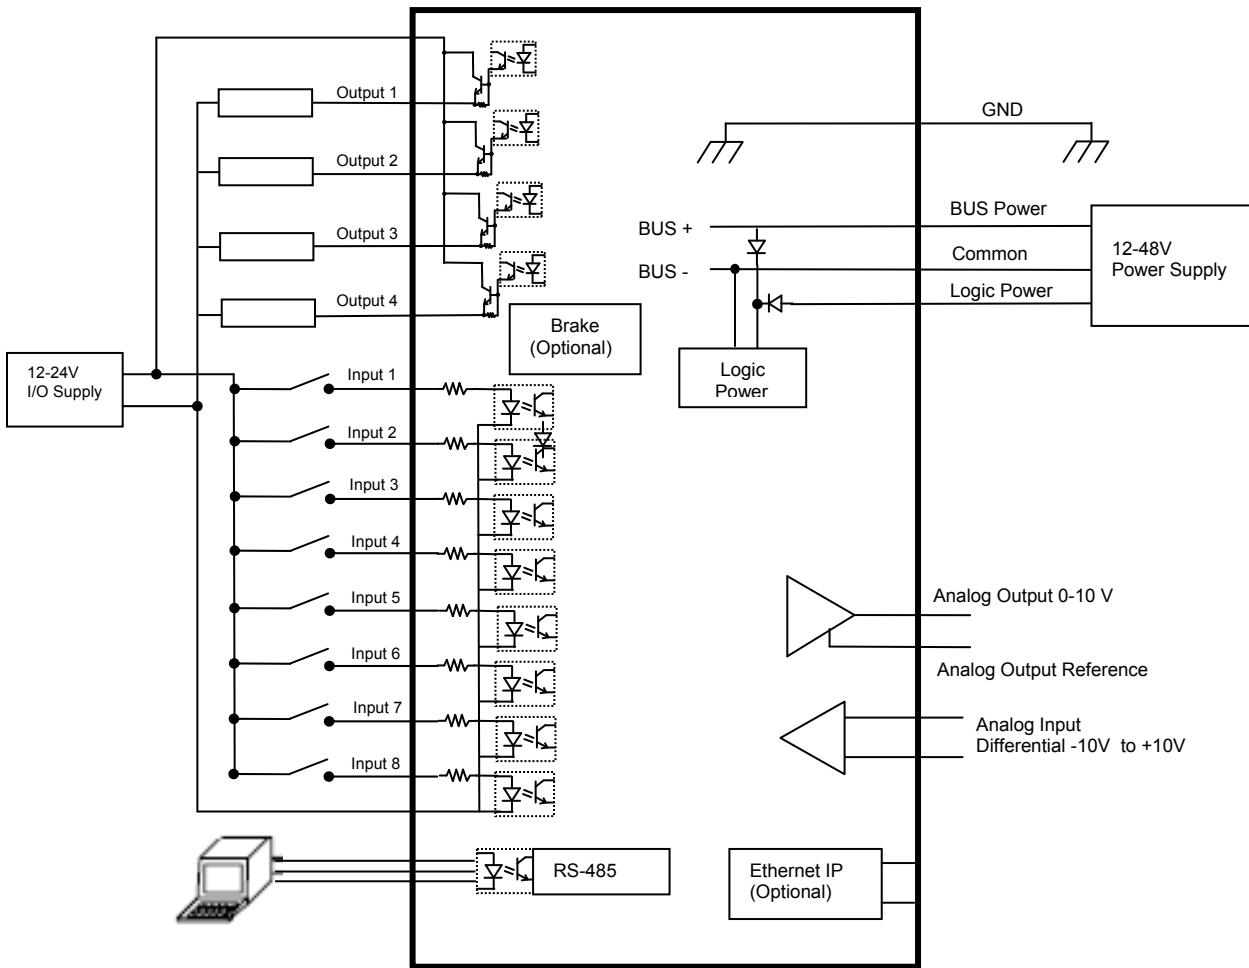 Output 1
Output 2
Output 3
Output 4
12-24V
I/O Supply
Input 1
Input 2
Input 3
Input 4
Input 5
Input 6
Input 7
Input 8
Brake
(Optional)
RS-485
GND
BUS +
BUS -
BUS Power
Common
Logic Power
12-48V
Power Supply
Logic
Power
Analog Output 0-10 V
Analog Output Reference
Analog Input
Differential -10V to +10V
Ethernet IP
(Optional)